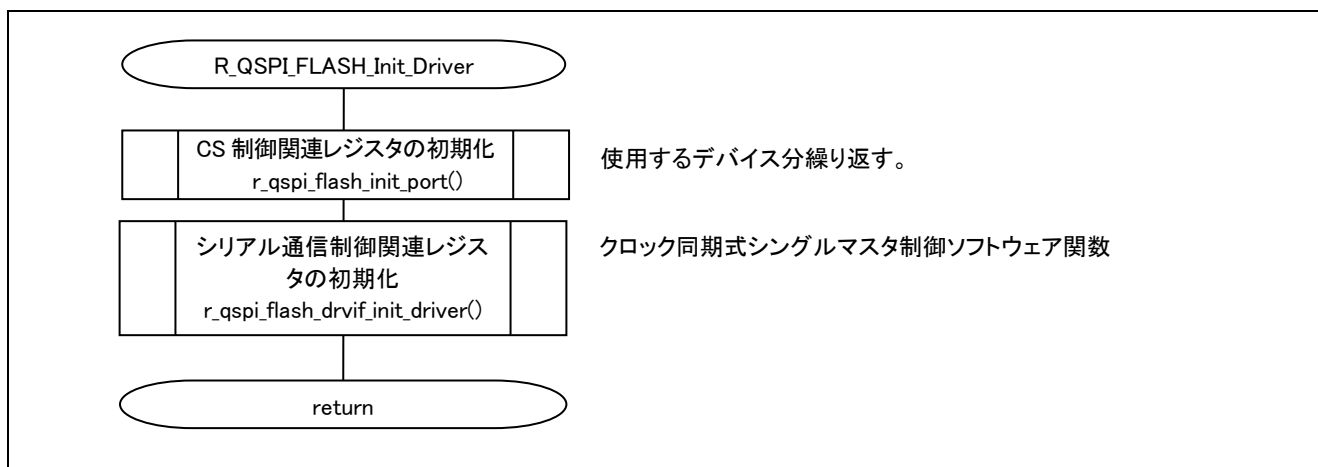 R_QSPI_FLASH_Init_Driver
CS 制御関連レジスタの初期化
r_qspi_flash_init_port()
使用するデバイス分繰り返す。
シリアル通信制御関連レジス
タの初期化
r_qspi_flash_drvif_init_driver()
クロック同期式シングルマスタ制御ソフトウェア関数
return